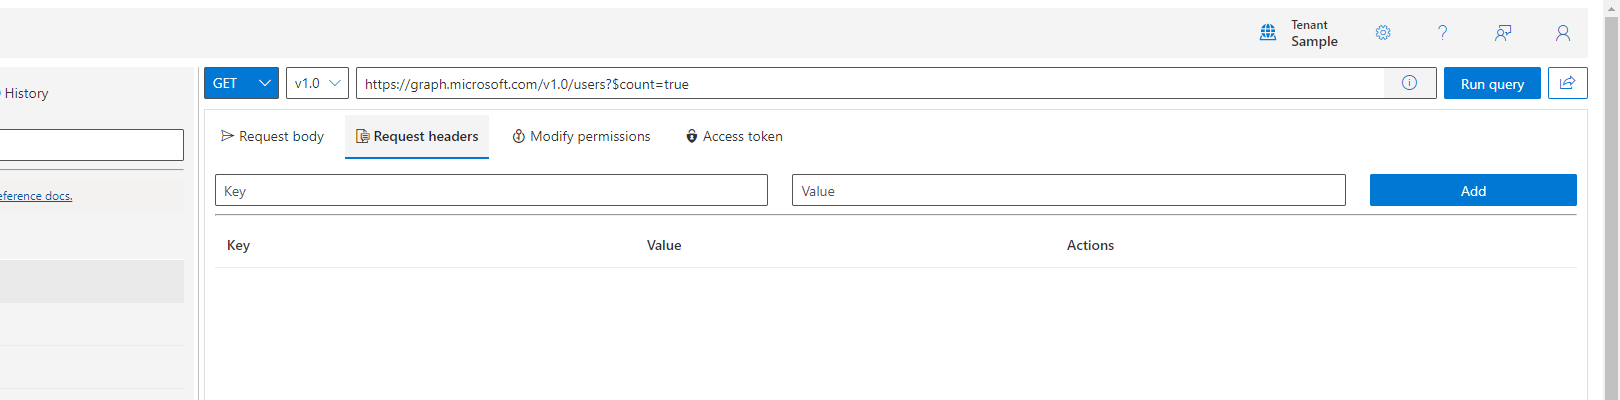 Tenant
Sample
History
GET
v1.0
https://graph.microsoft.com/v1.0/users?$count=true
Run query
Request body
Request headers
Modify permissions
Access token
eference docs.
Key
Value
Add
Key
Value
Actions